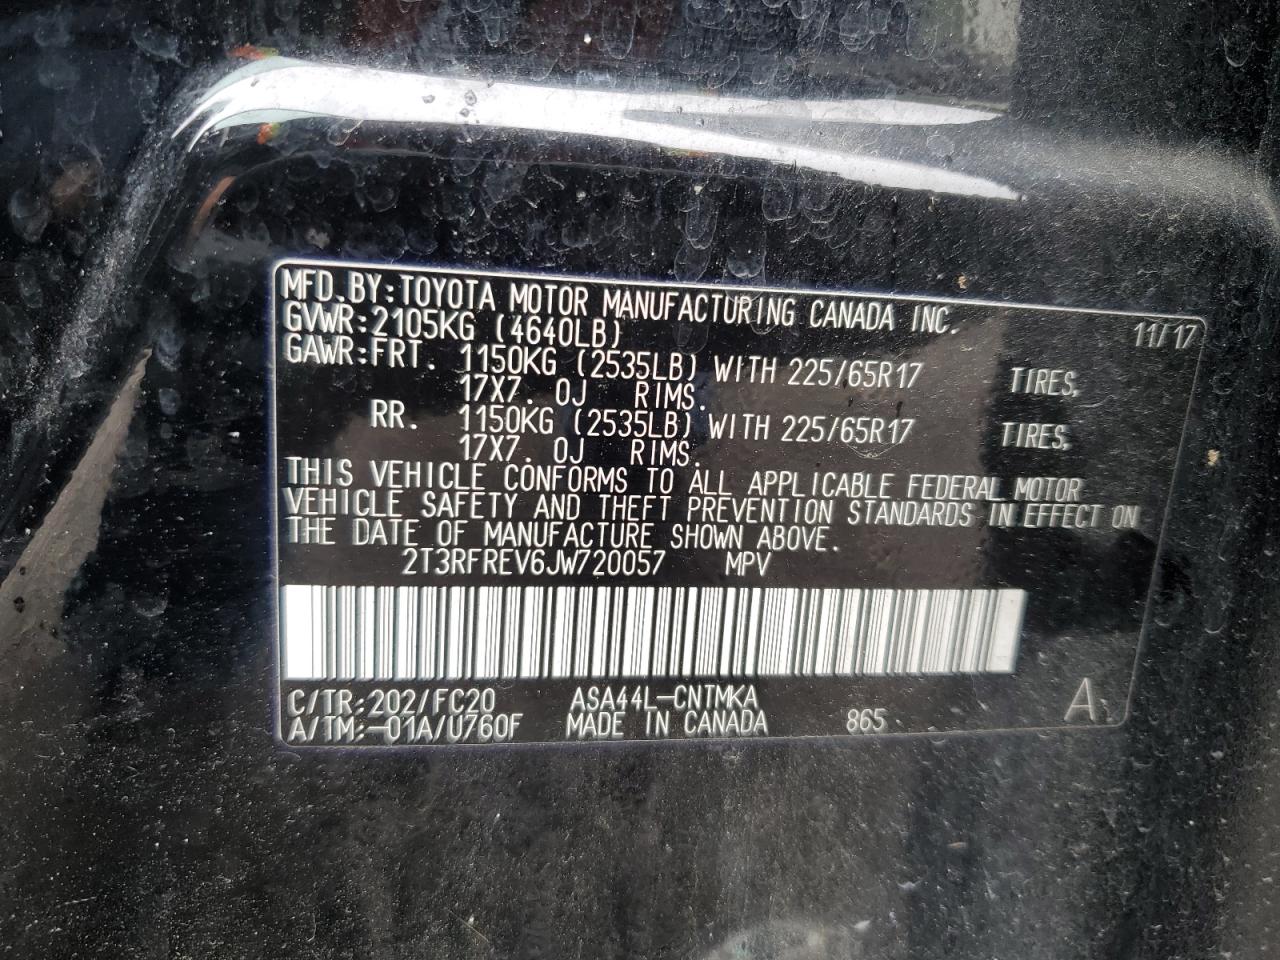 MFD.BY:TOYOTA MOTOR MANUFACTURING CANADA INC. 11/17
GVWR:2105KG (4640LB)
GAWR:FRT. 1150KG (2535LB) WITH 225/65R17 TIRES,
17X7. 0J RIMS.
RR. 1150KG (2535LB) WITH 225/65R17 TIRES,
17X7. 0J RIMS.
THIS VEHICLE CONFORMS TO ALL APPLICABLE FEDERAL MOTOR
VEHICLE SAFETY AND THEFT PREVENTION STANDARDS IN EFFECT ON
THE DATE OF MANUFACTURE SHOWN ABOVE.
2T3RFREV6JW720057 MPV
C/TR:202/FC20 ASA44L-CNTMKA
A/TM:-01A/U760F MADE IN CANADA 865 A